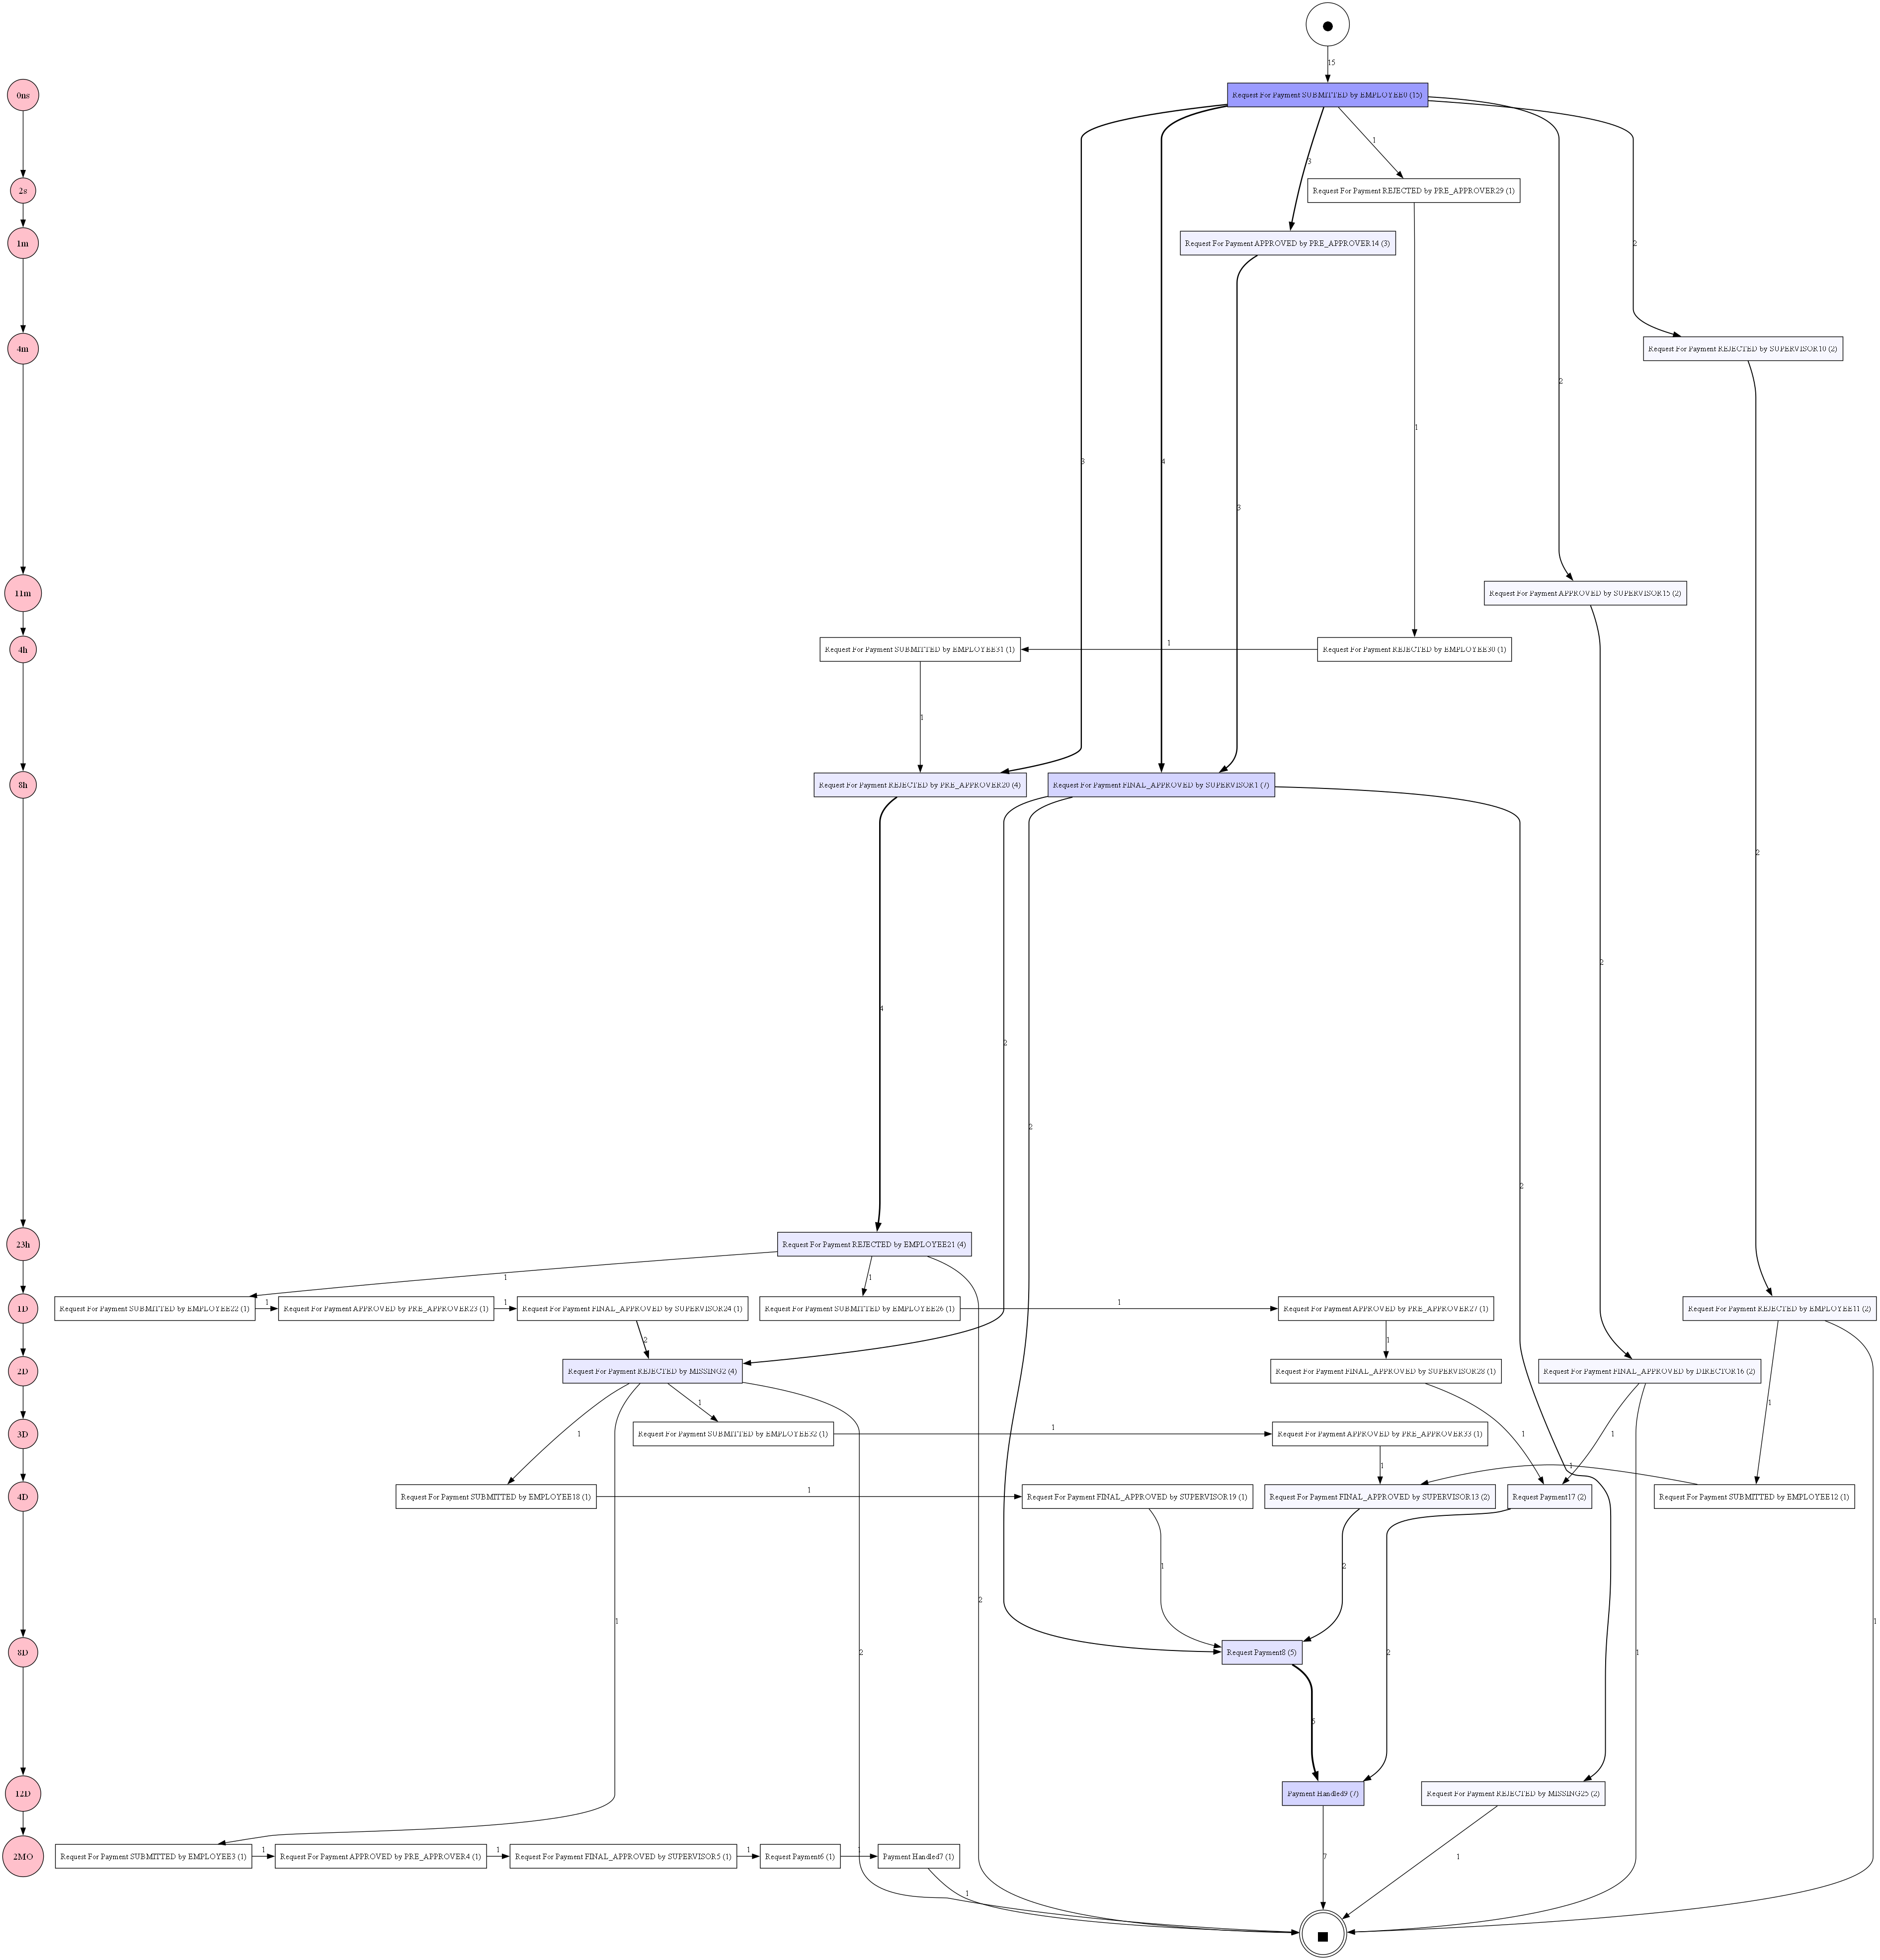 15
0ns
Request For Payment SUBMITTED by EMPLOYEE0 (15)
1
3
2s
Request For Payment REJECTED by PRE_APPROVER29 (1)
1m
Request For Payment APPROVED by PRE_APPROVER14 (3)
2
4m
Request For Payment REJECTED by SUPERVISOR10 (2)
2
1
3
4
3
11m
Request For Payment APPROVED by SUPERVISOR15 (2)
4h
Request For Payment SUBMITTED by EMPLOYEE31 (1)
1
Request For Payment REJECTED by EMPLOYEE30 (1)
1
8h
Request For Payment REJECTED by PRE_APPROVER20 (4)
Request For Payment FINAL_APPROVED by SUPERVISOR1 (7)
2
2
4
2
2
2
23h
Request For Payment REJECTED by EMPLOYEE21 (4)
1
1
1D
Request For Payment SUBMITTED by EMPLOYEE22 (1)
1
Request For Payment APPROVED by PRE_APPROVER23 (1)
1
Request For Payment FINAL_APPROVED by SUPERVISOR24 (1)
Request For Payment SUBMITTED by EMPLOYEE26 (1)
1
Request For Payment APPROVED by PRE_APPROVER27 (1)
Request For Payment REJECTED by EMPLOYEE11 (2)
2
1
2D
Request For Payment REJECTED by MISSING2 (4)
Request For Payment FINAL_APPROVED by SUPERVISOR28 (1)
Request For Payment FINAL_APPROVED by DIRECTOR16 (2)
1
1
3D
1
Request For Payment SUBMITTED by EMPLOYEE32 (1)
1
Request For Payment APPROVED by PRE_APPROVER33 (1)
1
1
1
1
4D
Request For Payment SUBMITTED by EMPLOYEE18 (1)
1
Request For Payment FINAL_APPROVED by SUPERVISOR19 (1)
Request For Payment FINAL_APPROVED by SUPERVISOR13 (2)
Request Payment17 (2)
Request For Payment SUBMITTED by EMPLOYEE12 (1)
1
2
2
1
1
8D
2
Request Payment8 (5)
2
1
5
12D
Payment Handled9 (7)
Request For Payment REJECTED by MISSING25 (2)
2MO
Request For Payment SUBMITTED by EMPLOYEE3 (1)
1
Request For Payment APPROVED by PRE_APPROVER4 (1)
1
Request For Payment FINAL_APPROVED by SUPERVISOR5 (1)
1
Request Payment6 (1)
1
Payment Handled7 (1)
7
1
1